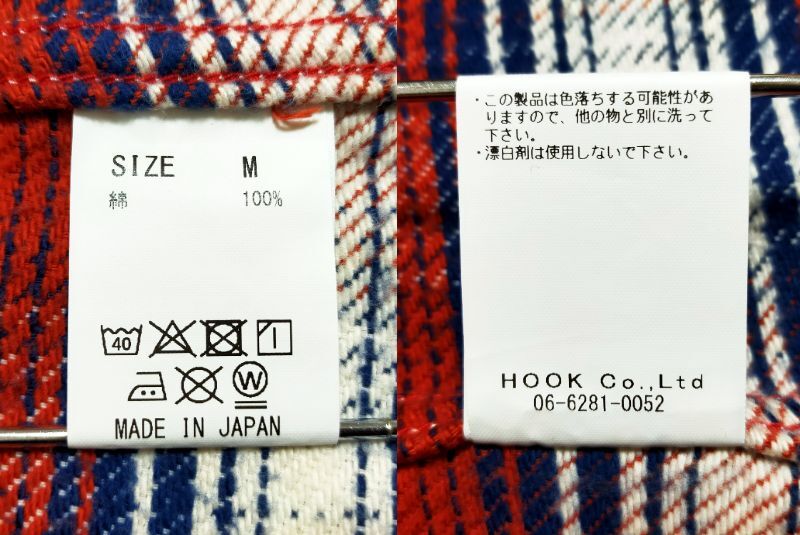 SIZE M
綿 100%
40
W
MADE IN JAPAN
・この製品は色落ちする可能性があ
りますので、他の物と別に洗って
下さい。
・漂白剤は使用しないで下さい。
HOOK Co.,Ltd
06-6281-0052